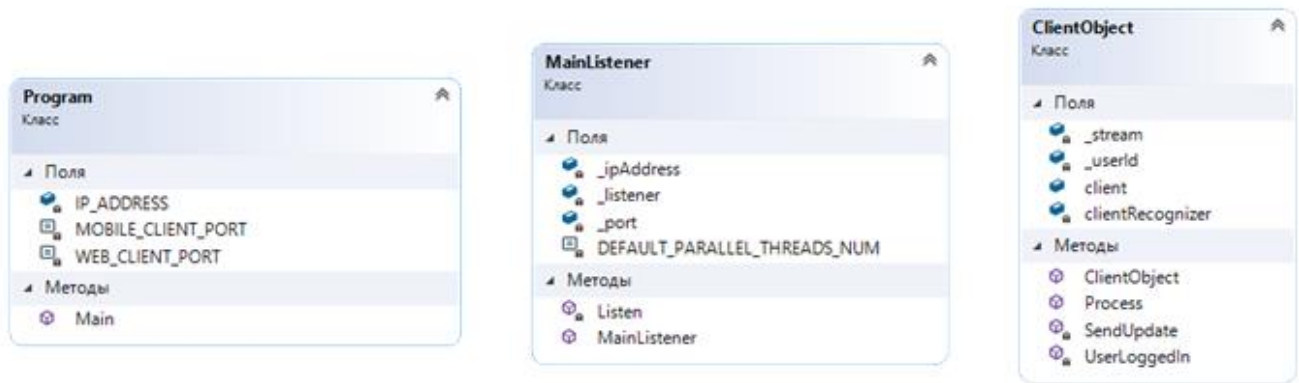 Program
Класс
Поля
IP_ADDRESS
MOBILE_CLIENT_PORT
WEB_CLIENT_PORT
Методы
Main
MainListener
Класс
Поля
_ipAddress
_listener
_port
DEFAULT_PARALLEL_THREADS_NUM
Методы
Listen
MainListener
ClientObject
Класс
Поля
_stream
_userId
client
clientRecognizer
Методы
ClientObject
Process
SendUpdate
UserLoggedIn